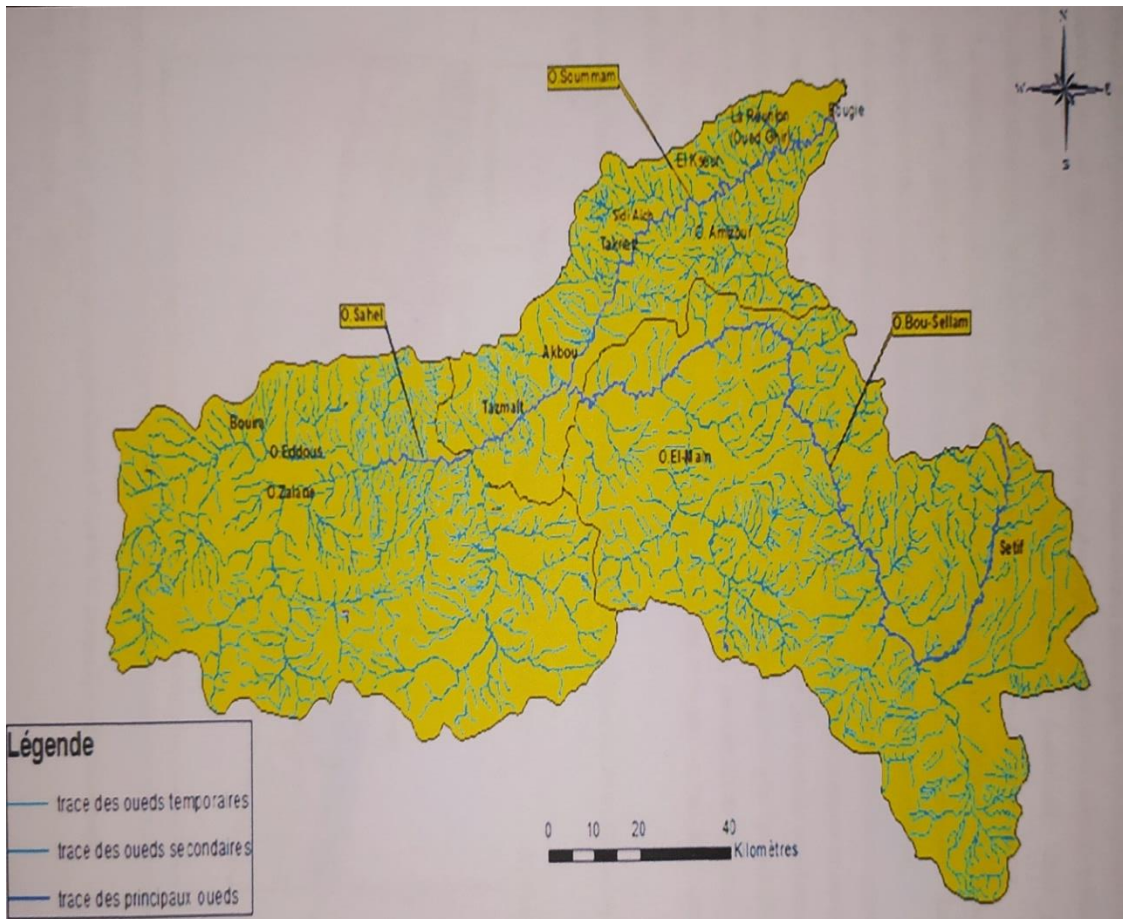 N
W
E
S
O.Soummam
La Réunion
(Oued Ghir)
Bougie
El Kseur
Sidi Aich
O. Amizour
Takriet
O.Sahel
O.Bou-Sellam
Akbou
Tazmalt
Bouira
O.Eddous
O.El-Main
O.Zaiane
Setif
Légende
trace des oueds temporaires
trace des oueds secondaires
trace des principaux oueds
0 10 20 40
Kilomètres